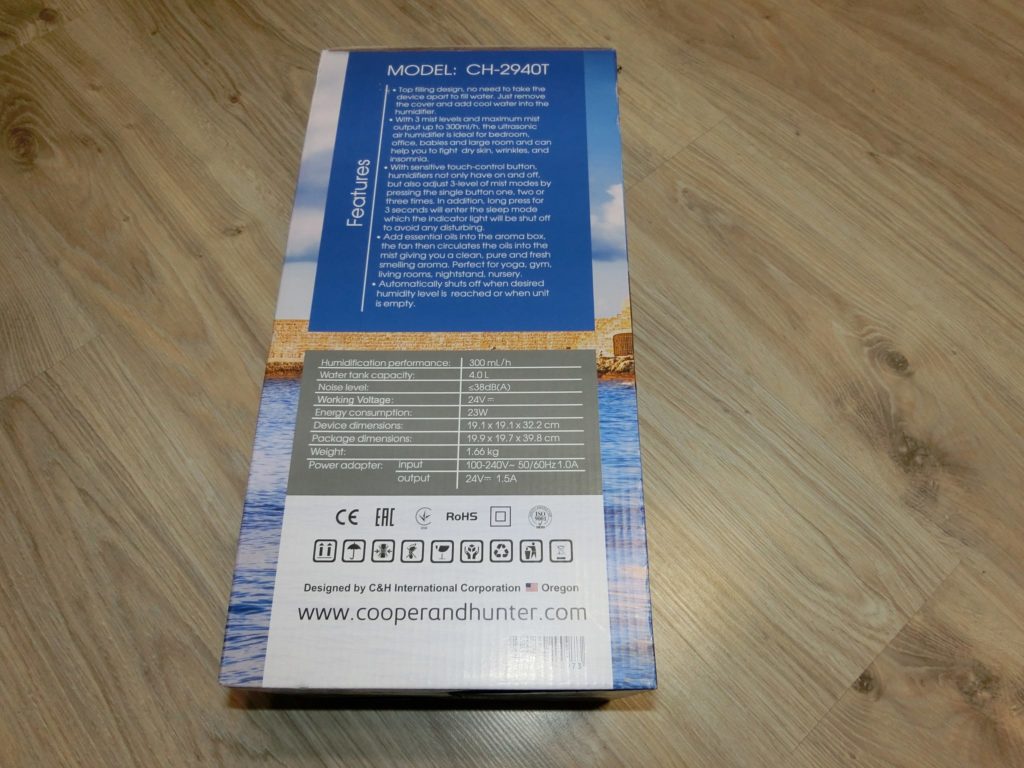 MODEL: CH-2940T
Features
• Top filling design, no need to take the
device apart to fill water. Just remove
the cover and add cool water into the
humidifier.
• With 3 mist levels and maximum mist
output up to 300ml/h, the ultrasonic
air humidifier is ideal for bedroom,
office, babies and large room and can
help you to fight dry skin, wrinkles, and
insomnia.
• With sensitive touch-control button,
humidifiers not only have on and off,
but also adjust 3-level of mist modes by
pressing the single button one, two or
three times. In addition, long press for
3 seconds will enter the sleep mode
which the indicator light will be shut off
to avoid any disturbing.
• Add essential oils into the aroma box,
the fan then circulates the oils into the
mist giving you a clean, pure and fresh
smelling aroma. Perfect for yoga, gym,
living rooms, nightstand, nursery.
• Automatically shuts off when desired
humidity level is reached or when unit
is empty.
Humidification performance: 300 mL/h
Water tank capacity: 4.0 L
Noise level: ≤38dB(A)
Working Voltage: 24V⎓
Energy consumption: 23W
Device dimensions: 19.1 x 19.1 x 32.2 cm
Package dimensions: 19.9 x 19.7 x 39.8 cm
Weight: 1.66 kg
Power adapter: input 100-240V~ 50/60Hz 1.0A
output 24V⎓ 1.5A
CE EAC RoHS ISO 9001
Designed by C&H International Corporation Oregon
www.cooperandhunter.com
73